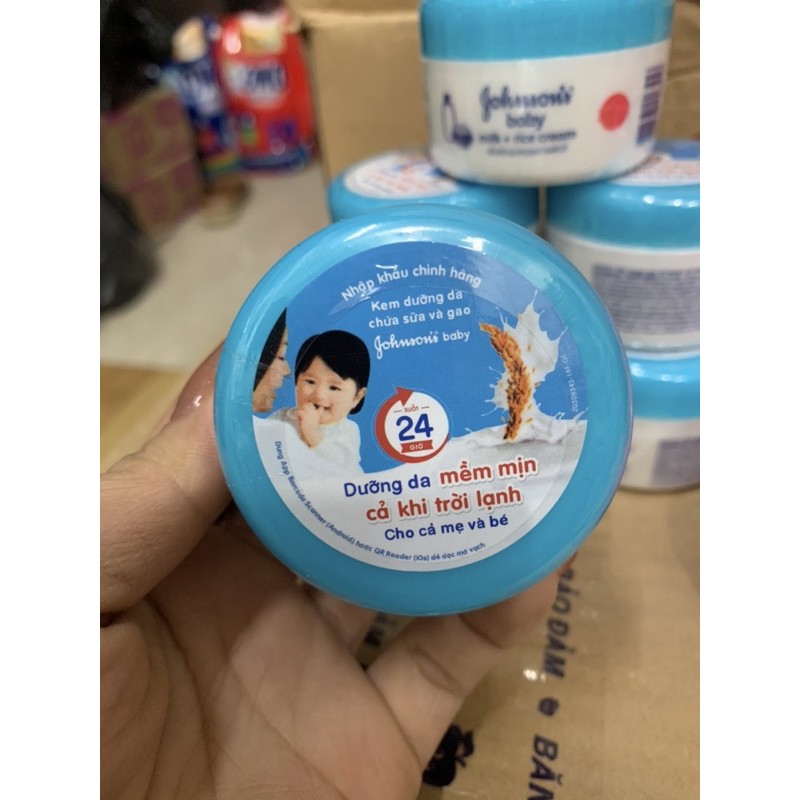 Johnson's
baby
milk + rice cream
Nhập khẩu chính hãng
Kem dưỡng da
chứa sữa và gạo
Johnson's baby
SUỐT
24
GIỜ
Dưỡng da mềm mịn
cả khi trời lạnh
Cho cả mẹ và bé
Dùng App Barcode Scanner (Android) hoặc QR Reader (iOs) để đọc mã vạch